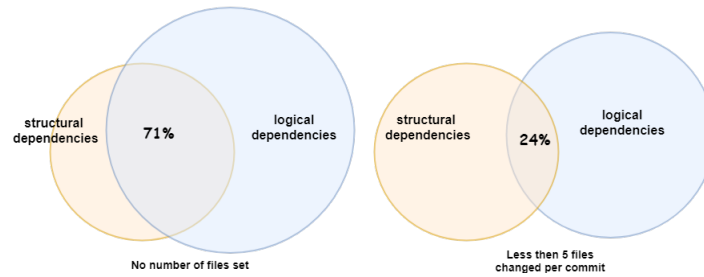 structural
dependencies
71%
logical
dependencies
No number of files set
structural
dependencies
24%
logical
dependencies
Less then 5 files
changed per commit